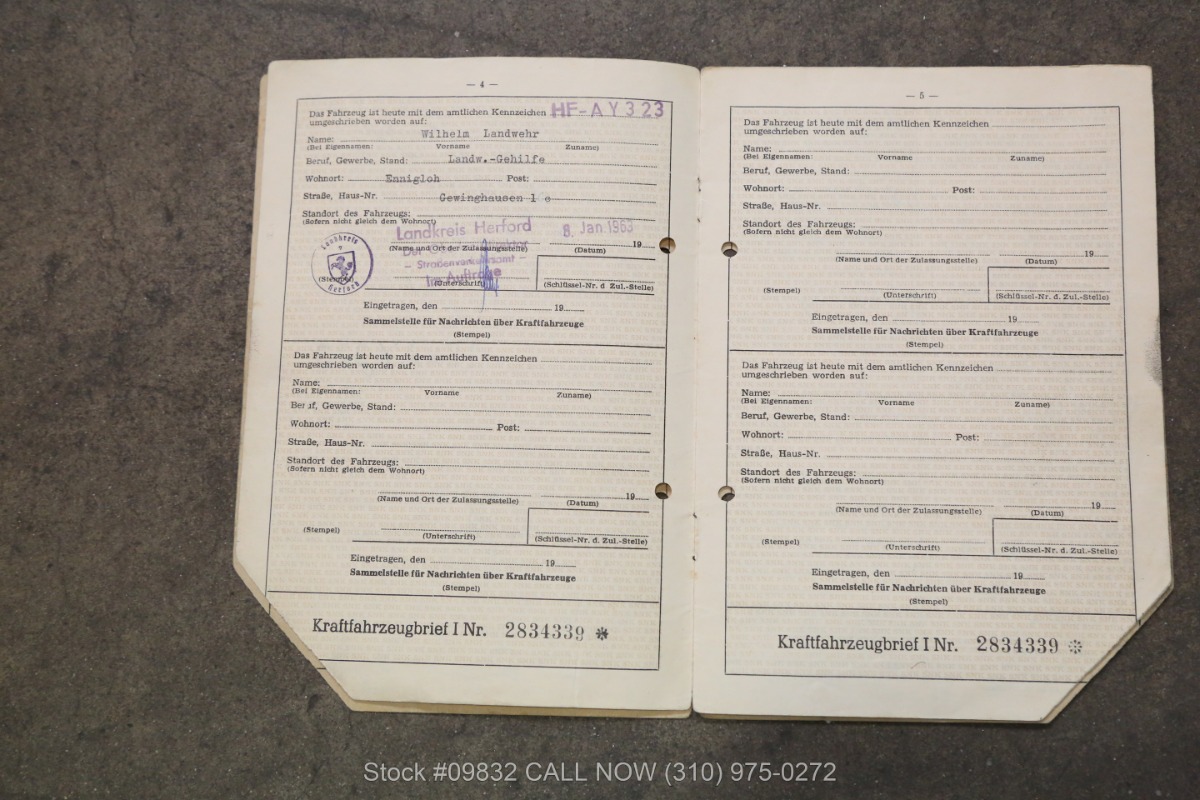 — 4 —
Das Fahrzeug ist heute mit dem amtlichen Kennzeichen HF-AY 323
umgeschrieben worden auf:
Name: Wilhelm Landwehr
(Bei Eigennamen: Vorname Zuname)
Beruf, Gewerbe, Stand: Landw.-Gehilfe
Wohnort: Ennigloh Post:
Straße, Haus-Nr. Gewinghausen 1 e
Standort des Fahrzeugs:
(Sofern nicht gleich dem Wohnort)
Landkreis Herford 8. Jan. 1963
(Name und Ort der Zulassungsstelle) (Datum) 19
Landkreis
Herford
(Stempel)
Der
– Straßenverkehrsamt –
Im Auftrage
(Unterschrift) (Schlüssel-Nr. d Zul.-Stelle)
Eingetragen, den 19
Sammelstelle für Nachrichten über Kraftfahrzeuge
(Stempel)
Das Fahrzeug ist heute mit dem amtlichen Kennzeichen
umgeschrieben worden auf:
Name:
(Bei Eigennamen: Vorname Zuname)
Beruf, Gewerbe, Stand:
Wohnort: Post:
Straße, Haus-Nr.
Standort des Fahrzeugs:
(Sofern nicht gleich dem Wohnort)
19
(Name und Ort der Zulassungsstelle) (Datum)
(Stempel) (Unterschrift) (Schlüssel-Nr. d. Zul.-Stelle)
Eingetragen, den 19
Sammelstelle für Nachrichten über Kraftfahrzeuge
(Stempel)
Kraftfahrzeugbrief I Nr. 2834339 *
— 5 —
Das Fahrzeug ist heute mit dem amtlichen Kennzeichen
umgeschrieben worden auf:
Name:
(Bei Eigennamen: Vorname Zuname)
Beruf, Gewerbe, Stand:
Wohnort: Post:
Straße, Haus-Nr.
Standort des Fahrzeugs:
(Sofern nicht gleich dem Wohnort)
19
(Name und Ort der Zulassungsstelle) (Datum)
(Stempel) (Unterschrift) (Schlüssel-Nr. d. Zul.-Stelle)
Eingetragen, den 19
Sammelstelle für Nachrichten über Kraftfahrzeuge
(Stempel)
Das Fahrzeug ist heute mit dem amtlichen Kennzeichen
umgeschrieben worden auf:
Name:
(Bei Eigennamen: Vorname Zuname)
Beruf, Gewerbe, Stand:
Wohnort: Post:
Straße, Haus-Nr.
Standort des Fahrzeugs:
(Sofern nicht gleich dem Wohnort)
19
(Name und Ort der Zulassungsstelle) (Datum)
(Stempel) (Unterschrift) (Schlüssel-Nr. d. Zul.-Stelle)
Eingetragen, den 19
Sammelstelle für Nachrichten über Kraftfahrzeuge
(Stempel)
Kraftfahrzeugbrief I Nr. 2834339 *
Stock #09832 CALL NOW (310) 975-0272